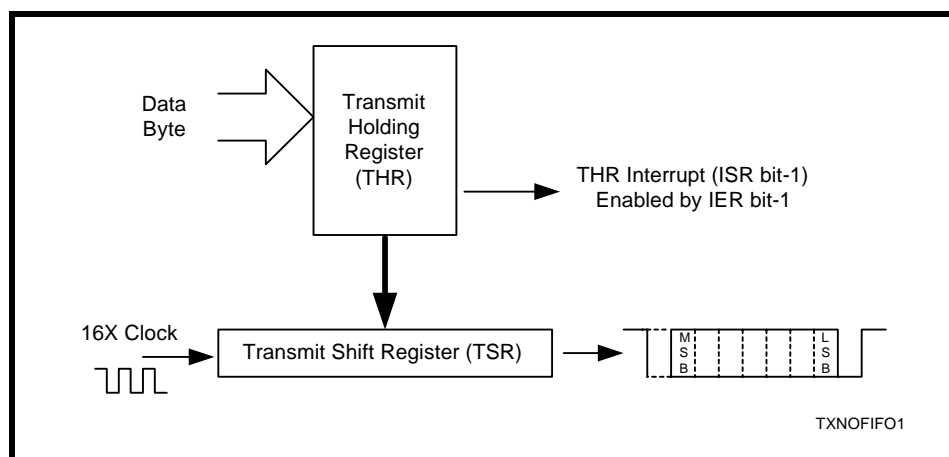 Data
Byte
Transmit
Holding
Register
(THR)
THR Interrupt (ISR bit-1)
Enabled by IER bit-1
16X Clock
Transmit Shift Register (TSR)
M
S
B
L
S
B
TXNOFIFO1